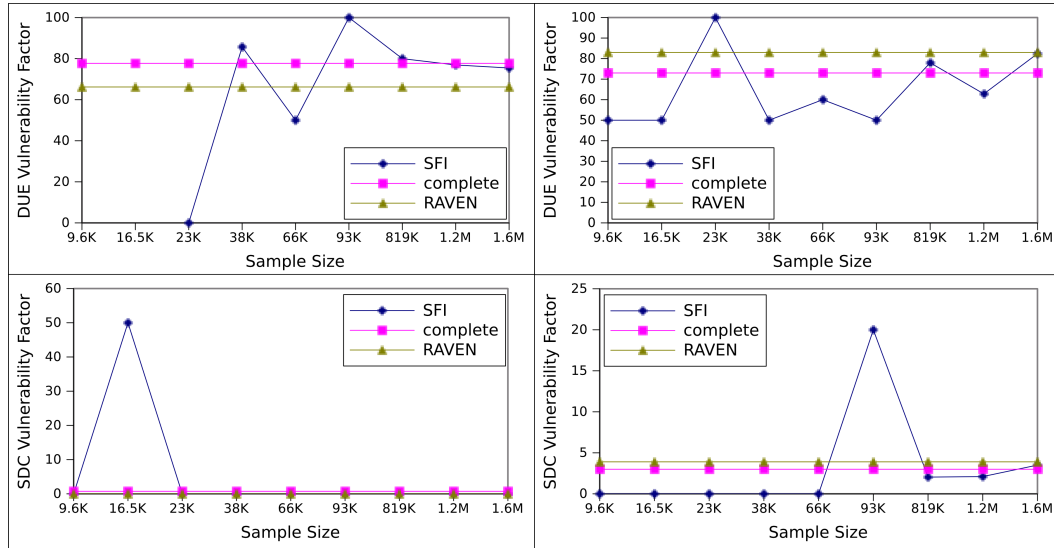 DUE Vulnerability Factor
100
80
60
40
20
0
9.6K 16.5K 23K 38K 66K 93K 819K 1.2M 1.6M
Sample Size
SFI
complete
RAVEN
DUE Vulnerability Factor
100
90
80
70
60
50
40
30
20
10
0
9.6K 16.5K 23K 38K 66K 93K 819K 1.2M 1.6M
Sample Size
SFI
complete
RAVEN
SDC Vulnerability Factor
60
50
40
30
20
10
0
9.6K 16.5K 23K 38K 66K 93K 819K 1.2M 1.6M
Sample Size
SFI
complete
RAVEN
SDC Vulnerability Factor
25
20
15
10
5
0
9.6K 16.5K 23K 38K 66K 93K 819K 1.2M 1.6M
Sample Size
SFI
complete
RAVEN